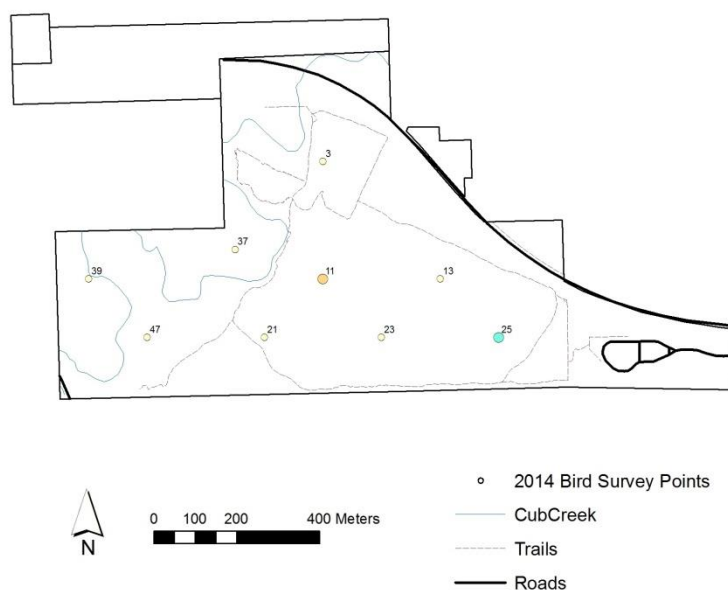 3
37
39
11
13
47
21
23
25
2014 Bird Survey Points
CubCreek
Trails
Roads
N
0 100 200 400 Meters